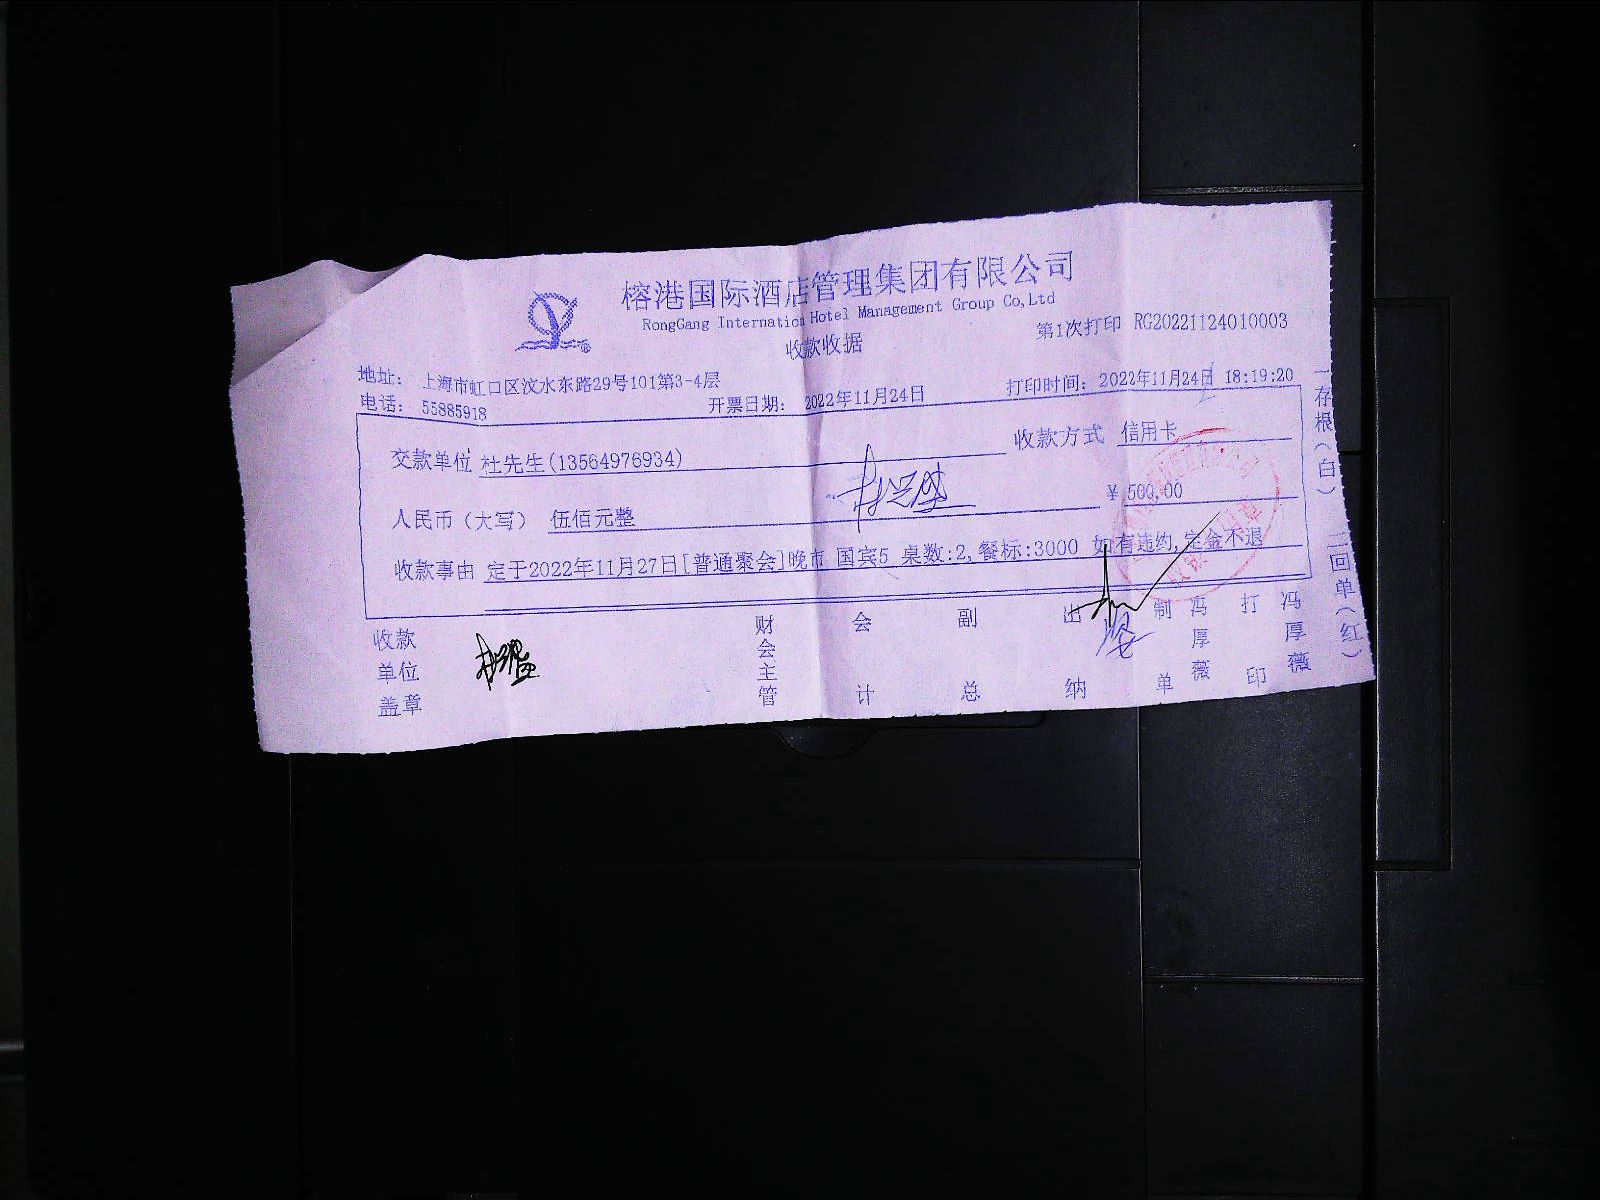 榕港国际酒店管理集团有限公司
RongGang Internation Hotel Management Group Co,Ltd
收款收据
第1次打印 RG20221124010003
地址: 上海市虹口区汶水东路29号101第3-4层
电话: 55885918
开票日期: 2022年11月24日
打印时间: 2022年11月24日 18:19:20
交款单位 杜先生(13564976934)
收款方式 信用卡
人民币(大写) 伍佰元整
¥ 500.00
收款事由 定于2022年11月27日[普通聚会]晚市 国宾5 桌数:2,餐标:3000 如有违约,定金不退
收款单位盖章
财会主管
会计
副总
出纳
制单
冯厚薇
打印
冯厚薇
一存根(白)
二回单(红)